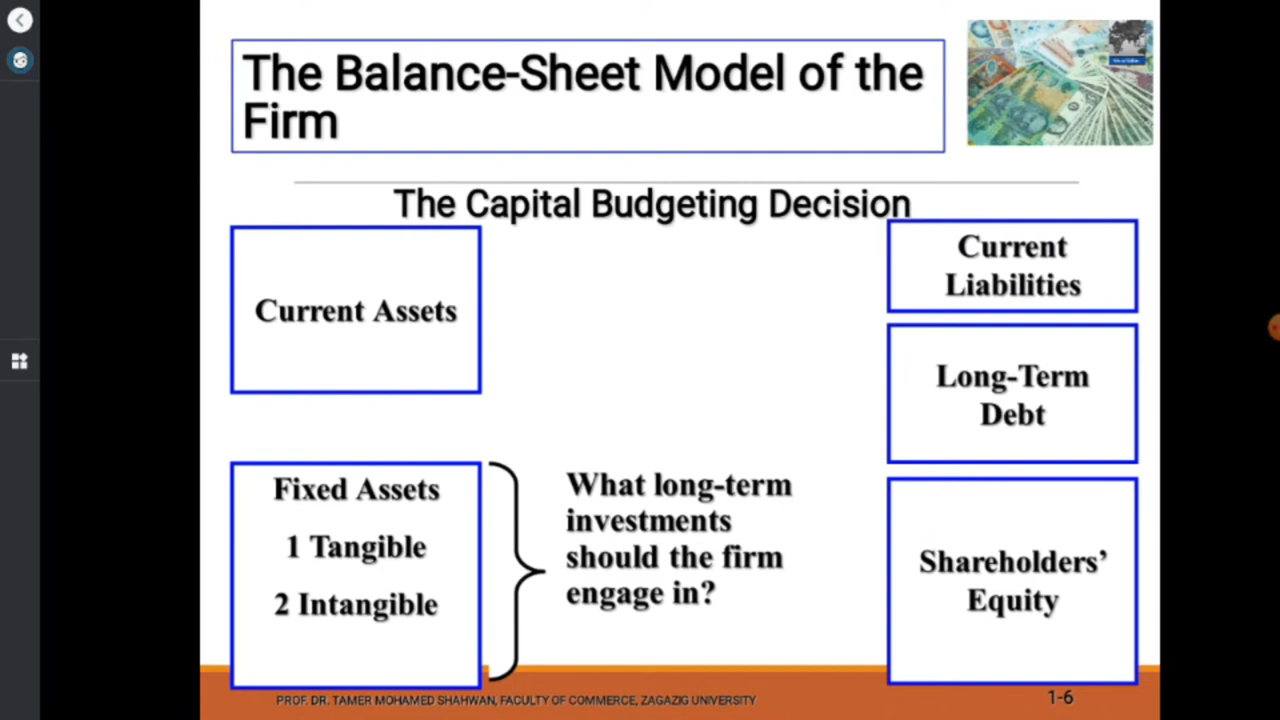 The Balance-Sheet Model of the
Firm
The Capital Budgeting Decision
Current Assets
Current
Liabilities
Long-Term
Debt
Fixed Assets
1 Tangible
2 Intangible
What long-term
investments
should the firm
engage in?
Shareholders’
Equity
PROF. DR. TAMER MOHAMED SHAHWAN, FACULTY OF COMMERCE, ZAGAZIG UNIVERSITY
1-6